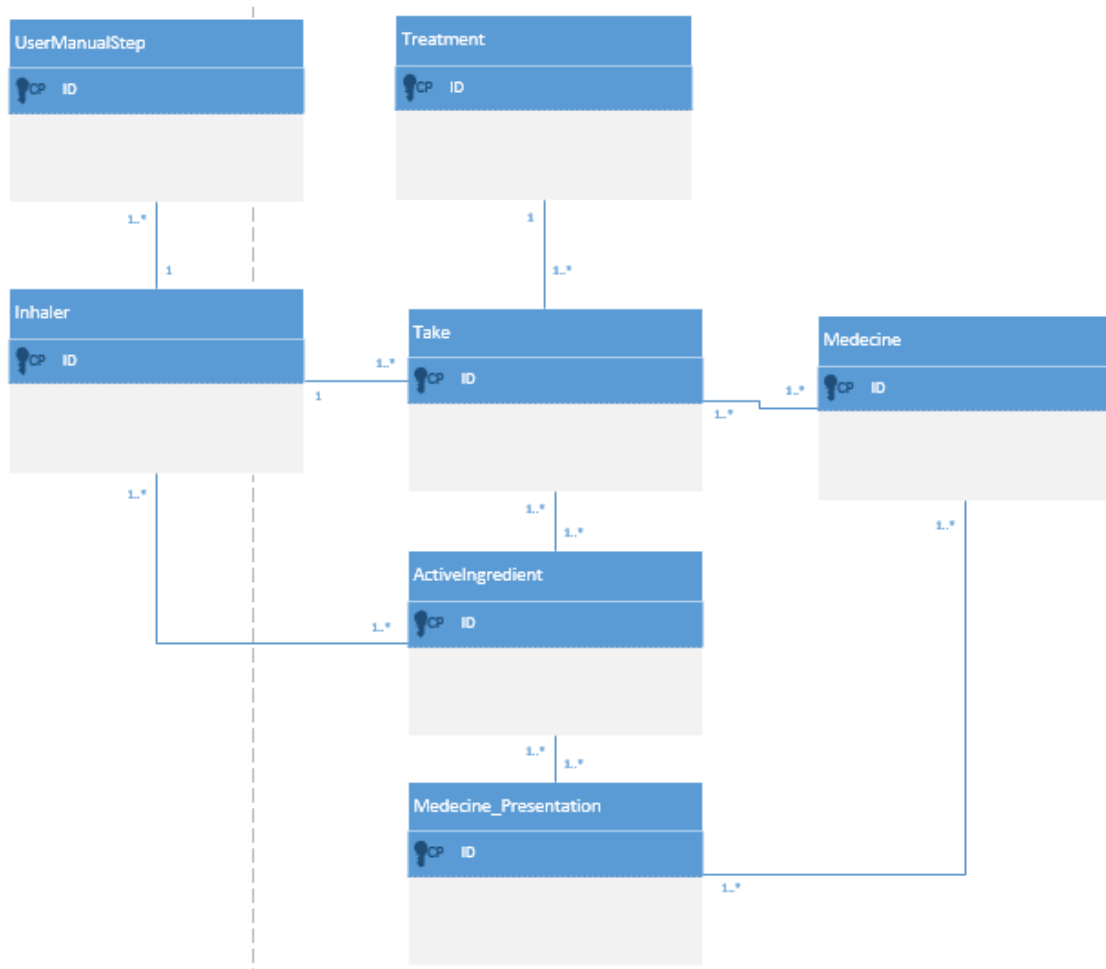 UserManualStep
CP ID
Treatment
CP ID
1..*
1
1
1..*
Inhaler
CP ID
Take
CP ID
Medecine
CP ID
1..*
1
1..*
1..*
1..*
1..*
1..*
1..*
1..*
ActiveIngredient
CP ID
1..*
1..*
1..*
Medecine_Presentation
CP ID
1..*